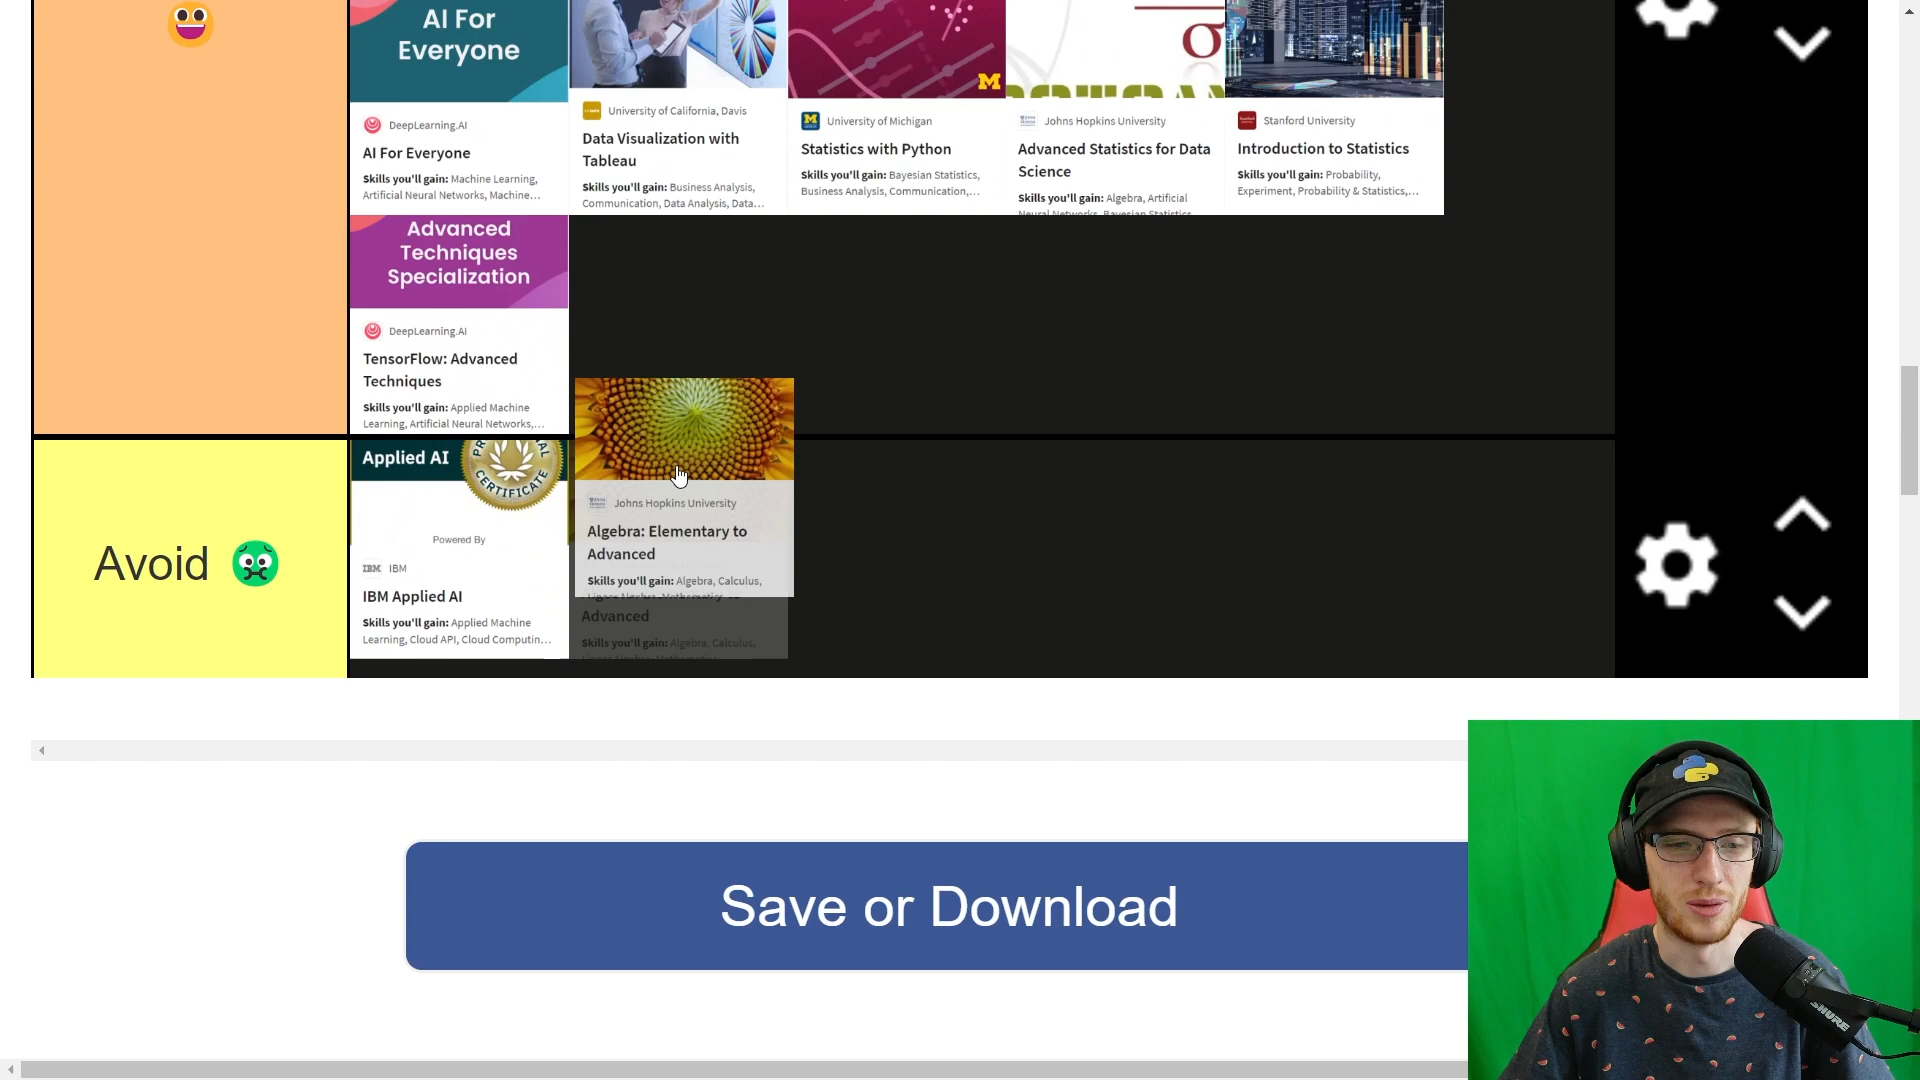 AI For
Everyone
DeepLearning.AI
AI For Everyone
Skills you'll gain: Machine Learning,
Artificial Neural Networks, Machine...
University of California, Davis
Data Visualization with
Tableau
Skills you'll gain: Business Analysis,
Communication, Data Analysis, Data...
M
University of Michigan
Statistics with Python
Skills you'll gain: Bayesian Statistics,
Business Analysis, Communication,...
σ
Johns Hopkins University
Advanced Statistics for Data
Science
Skills you'll gain: Algebra, Artificial
Neural Networks, Bayesian Statistics,
Stanford University
Introduction to Statistics
Skills you'll gain: Probability,
Experiment, Probability & Statistics,...
Advanced
Techniques
Specialization
DeepLearning.AI
TensorFlow: Advanced
Techniques
Skills you'll gain: Applied Machine
Learning, Artificial Neural Networks,...
Avoid
Applied AI
CERTIFICATE
Powered By
IBM IBM
IBM Applied AI
Skills you'll gain: Applied Machine
Learning, Cloud API, Cloud Computin...
Johns Hopkins University
Algebra: Elementary to
Advanced
Skills you'll gain: Algebra, Calculus,
Advanced
Skills you'll gain: Algebra, Calculus,
Save or Download
SHURE